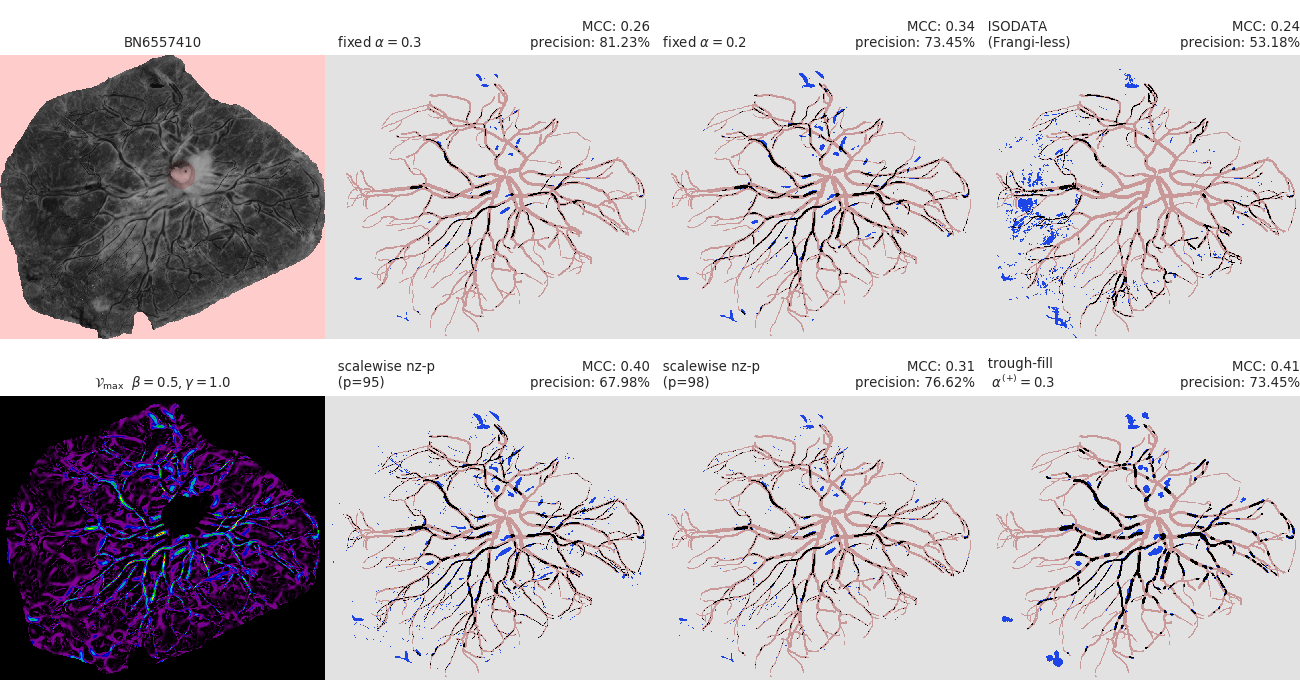 BN6557410
fixed α = 0.3
MCC: 0.26
precision: 81.23%
fixed α = 0.2
MCC: 0.34
precision: 73.45%
ISODATA
(Frangi-less)
MCC: 0.24
precision: 53.18%
𝒱max β = 0.5, γ = 1.0
scalewise nz-p
(p=95)
MCC: 0.40
precision: 67.98%
scalewise nz-p
(p=98)
MCC: 0.31
precision: 76.62%
trough-fill
α(+) = 0.3
MCC: 0.41
precision: 73.45%